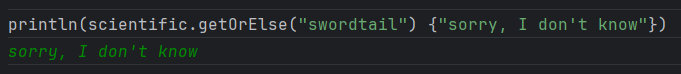 println(scientific.getOrElse("swordtail") {"sorry, I don't know"})
sorry, I don't know